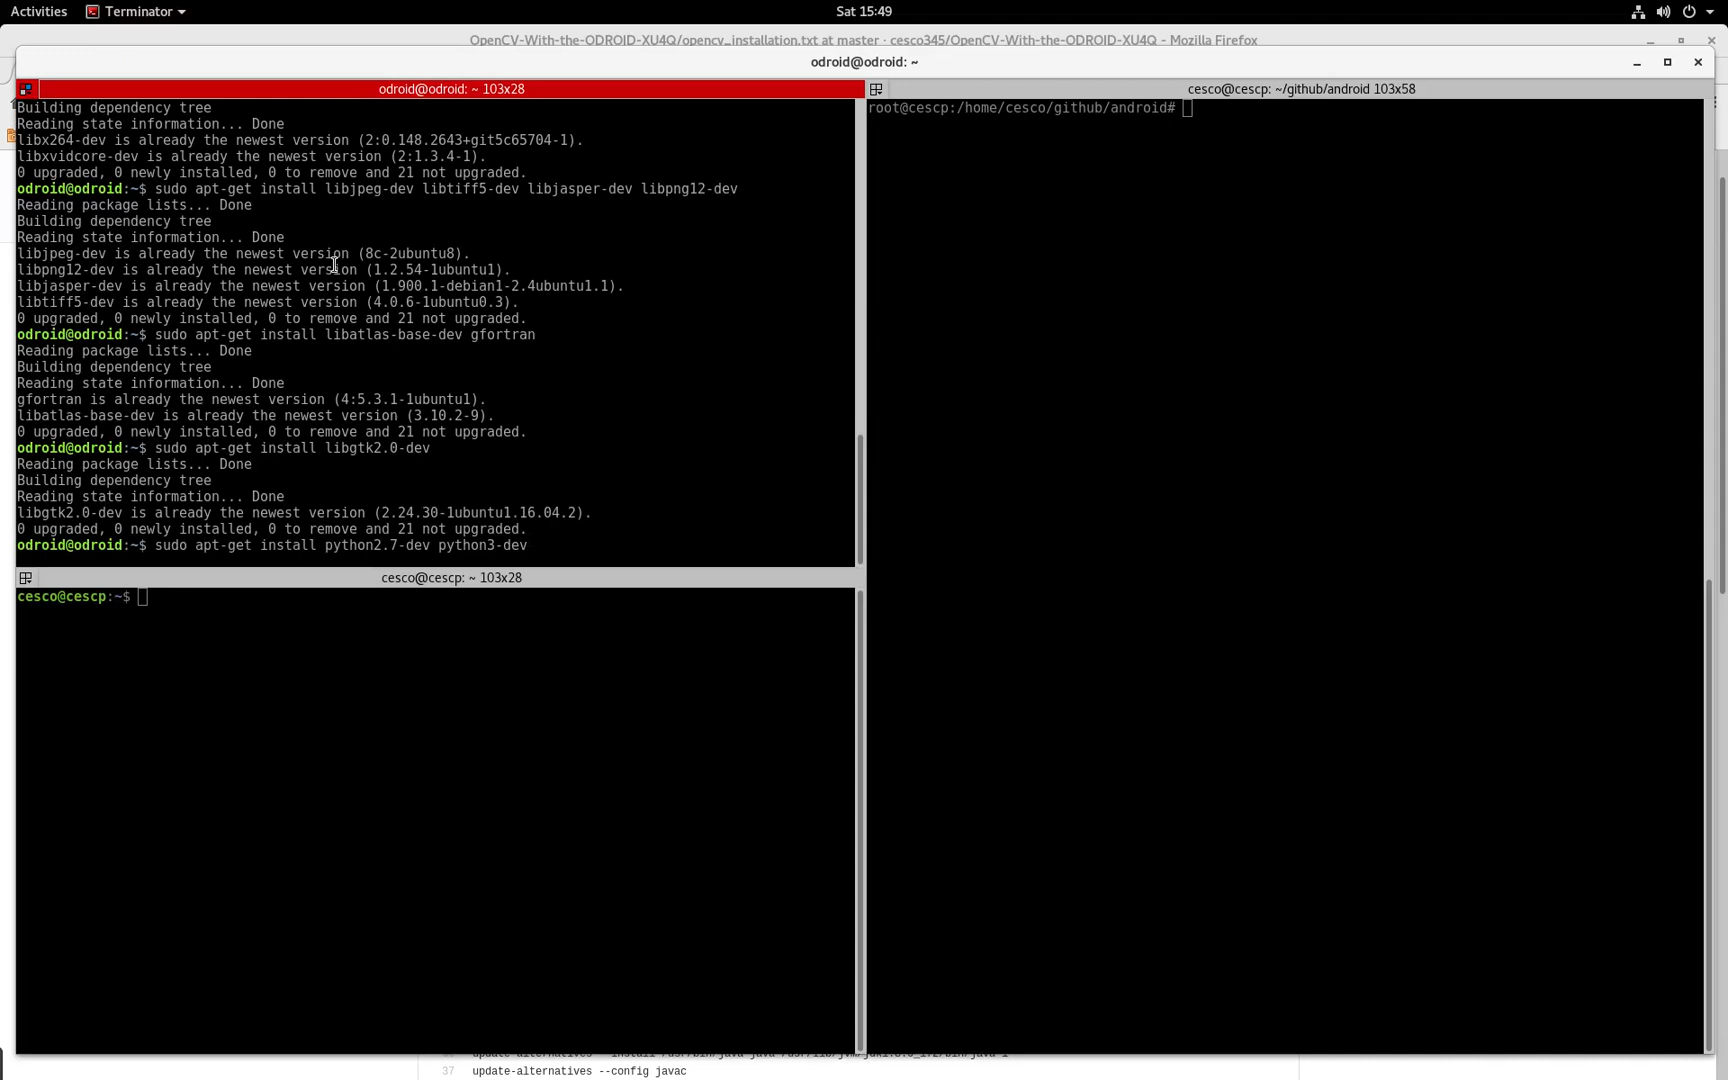 Activities
Terminator
Sat 15:49
OpenCV-With-the-ODROID-XU4Q/opencv_installation.txt at master · cesco345/OpenCV-With-the-ODROID-XU4Q - Mozilla Firefox
odroid@odroid: ~
odroid@odroid: ~ 103x28
Building dependency tree
Reading state information... Done
libx264-dev is already the newest version (2:0.148.2643+git5c65704-1).
libxvidcore-dev is already the newest version (2:1.3.4-1).
0 upgraded, 0 newly installed, 0 to remove and 21 not upgraded.
odroid@odroid:~$ sudo apt-get install libjpeg-dev libtiff5-dev libjasper-dev libpng12-dev
Reading package lists... Done
Building dependency tree
Reading state information... Done
libjpeg-dev is already the newest version (8c-2ubuntu8).
libpng12-dev is already the newest version (1.2.54-1ubuntu1).
libjasper-dev is already the newest version (1.900.1-debian1-2.4ubuntu1.1).
libtiff5-dev is already the newest version (4.0.6-1ubuntu0.3).
0 upgraded, 0 newly installed, 0 to remove and 21 not upgraded.
odroid@odroid:~$ sudo apt-get install libatlas-base-dev gfortran
Reading package lists... Done
Building dependency tree
Reading state information... Done
gfortran is already the newest version (4:5.3.1-1ubuntu1).
libatlas-base-dev is already the newest version (3.10.2-9).
0 upgraded, 0 newly installed, 0 to remove and 21 not upgraded.
odroid@odroid:~$ sudo apt-get install libgtk2.0-dev
Reading package lists... Done
Building dependency tree
Reading state information... Done
libgtk2.0-dev is already the newest version (2.24.30-1ubuntu1.16.04.2).
0 upgraded, 0 newly installed, 0 to remove and 21 not upgraded.
odroid@odroid:~$ sudo apt-get install python2.7-dev python3-dev
cesco@cescp: ~ 103x28
cesco@cescp:~$
cesco@cescp: ~/github/android 103x58
root@cescp:/home/cesco/github/android#
37 update-alternatives --config javac